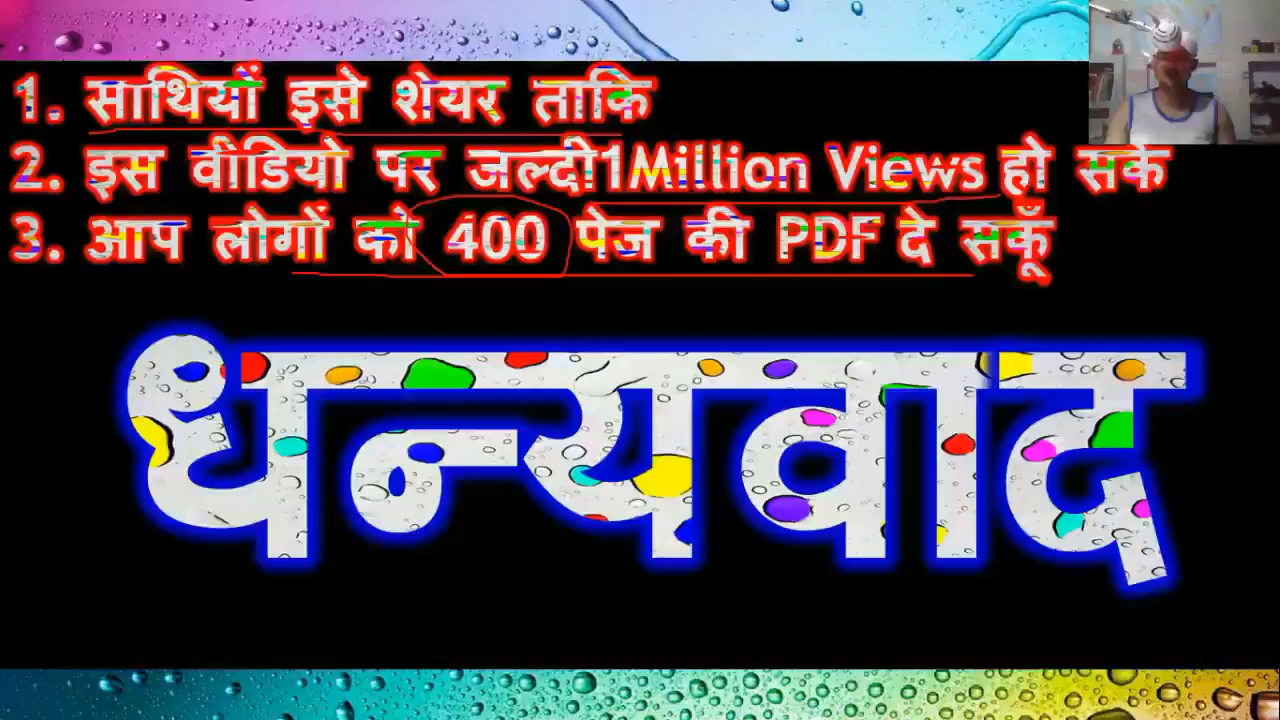 1. साथियों इसे शेयर ताकि
2. इस वीडियो पर जल्दी1Million Views हो सके
3. आप लोगों को 400 पेज की PDF दे सकूँ
धन्यवाद